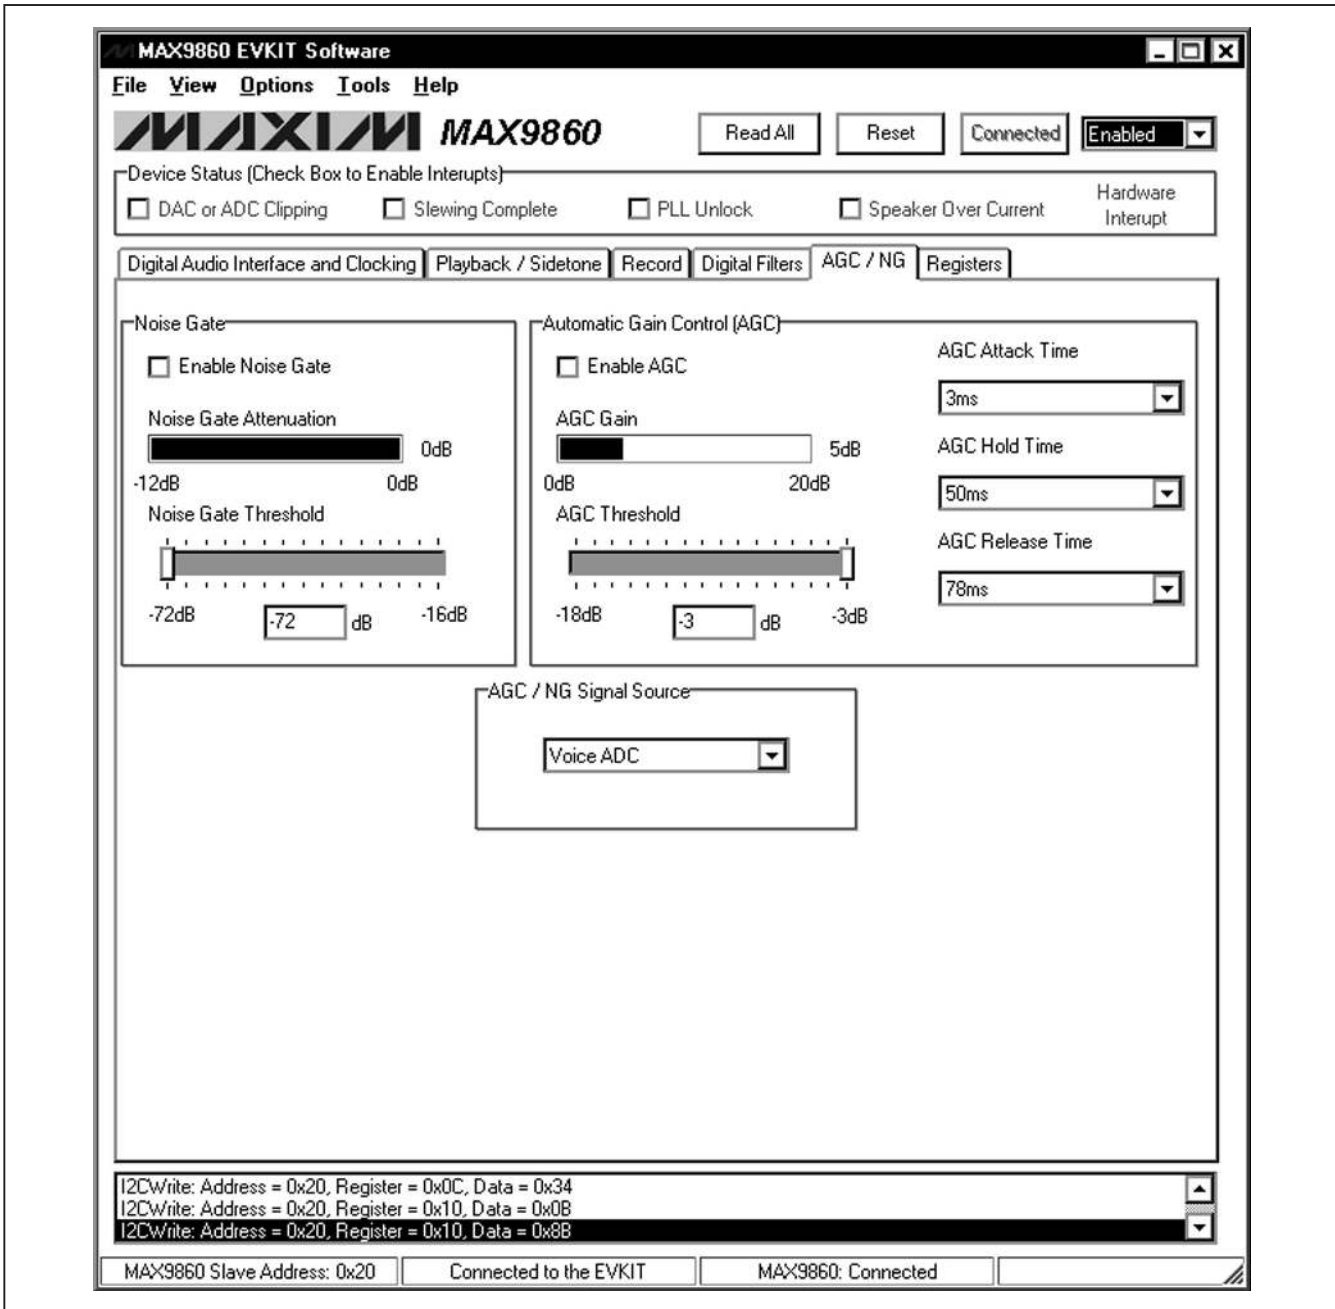 MAX9860 EVKIT Software
File View Options Tools Help
MAXIM MAX9860 Read All Reset Connected Enabled
Device Status (Check Box to Enable Interupts)
DAC or ADC Clipping Slewing Complete PLL Unlock Speaker Over Current Hardware Interupt
Digital Audio Interface and Clocking Playback / Sidetone Record Digital Filters AGC / NG Registers
Noise Gate
Enable Noise Gate
Noise Gate Attenuation
0dB
-12dB 0dB
Noise Gate Threshold
-72dB -72 dB -16dB
Automatic Gain Control (AGC)
Enable AGC
AGC Gain
5dB
0dB 20dB
AGC Threshold
-18dB -3 dB -3dB
AGC Attack Time
3ms
AGC Hold Time
50ms
AGC Release Time
78ms
AGC / NG Signal Source
Voice ADC
I2CWrite: Address = 0x20, Register = 0x0C, Data = 0x34
I2CWrite: Address = 0x20, Register = 0x10, Data = 0x0B
I2CWrite: Address = 0x20, Register = 0x10, Data = 0x8B
MAX9860 Slave Address: 0x20 Connected to the EVKIT MAX9860: Connected